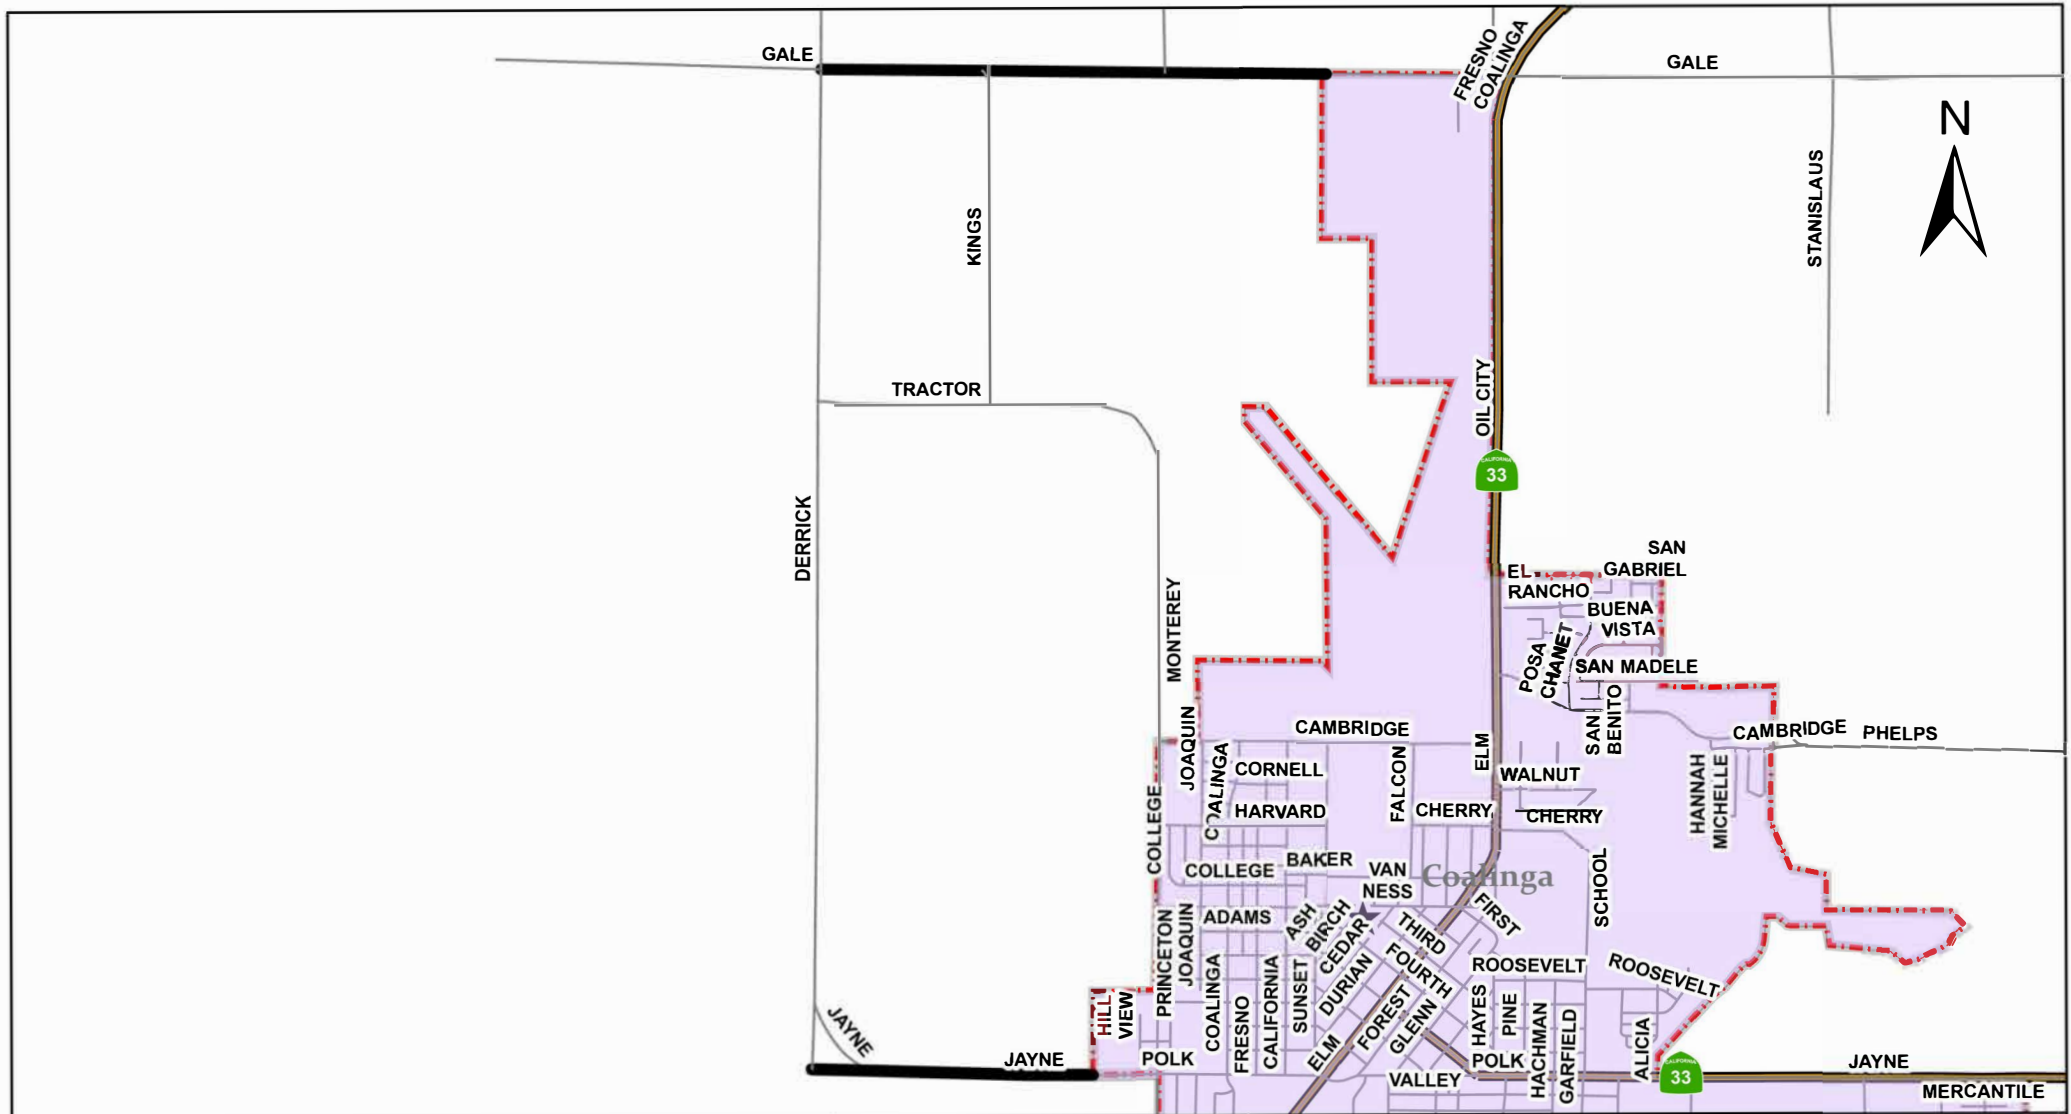 GALE
FRESNO
COALINGA
GALE
N
KINGS
STANISLAUS
TRACTOR
OIL CITY
CALIFORNIA
33
DERRICK
MONTEREY
SAN
GABRIEL
EL
RANCHO
BUENA
VISTA
POSA
CHANET
SAN MADELE
SAN
BENITO
JOAQUIN
CAMBRIDGE
CAMBRIDGE
PHELPS
COALINGA
CORNELL
FALCON
ELM
WALNUT
HANNAH
MICHELLE
COLLEGE
HARVARD
CHERRY
CHERRY
BAKER
COLLEGE
VAN
NESS
Coalinga
SCHOOL
PRINCETON
JOAQUIN
ADAMS
ASH
BIRCH
CEDAR
THIRD
FIRST
FOURTH
ROOSEVELT
ROOSEVELT
HILL
VIEW
COALINGA
FRESNO
CALIFORNIA
SUNSET
DURIAN
ELM
FOREST
GLENN
HAYES
PINE
HACHMAN
GARFIELD
ALICIA
JAYNE
JAYNE
POLK
POLK
VALLEY
CALIFORNIA
33
JAYNE
MERCANTILE